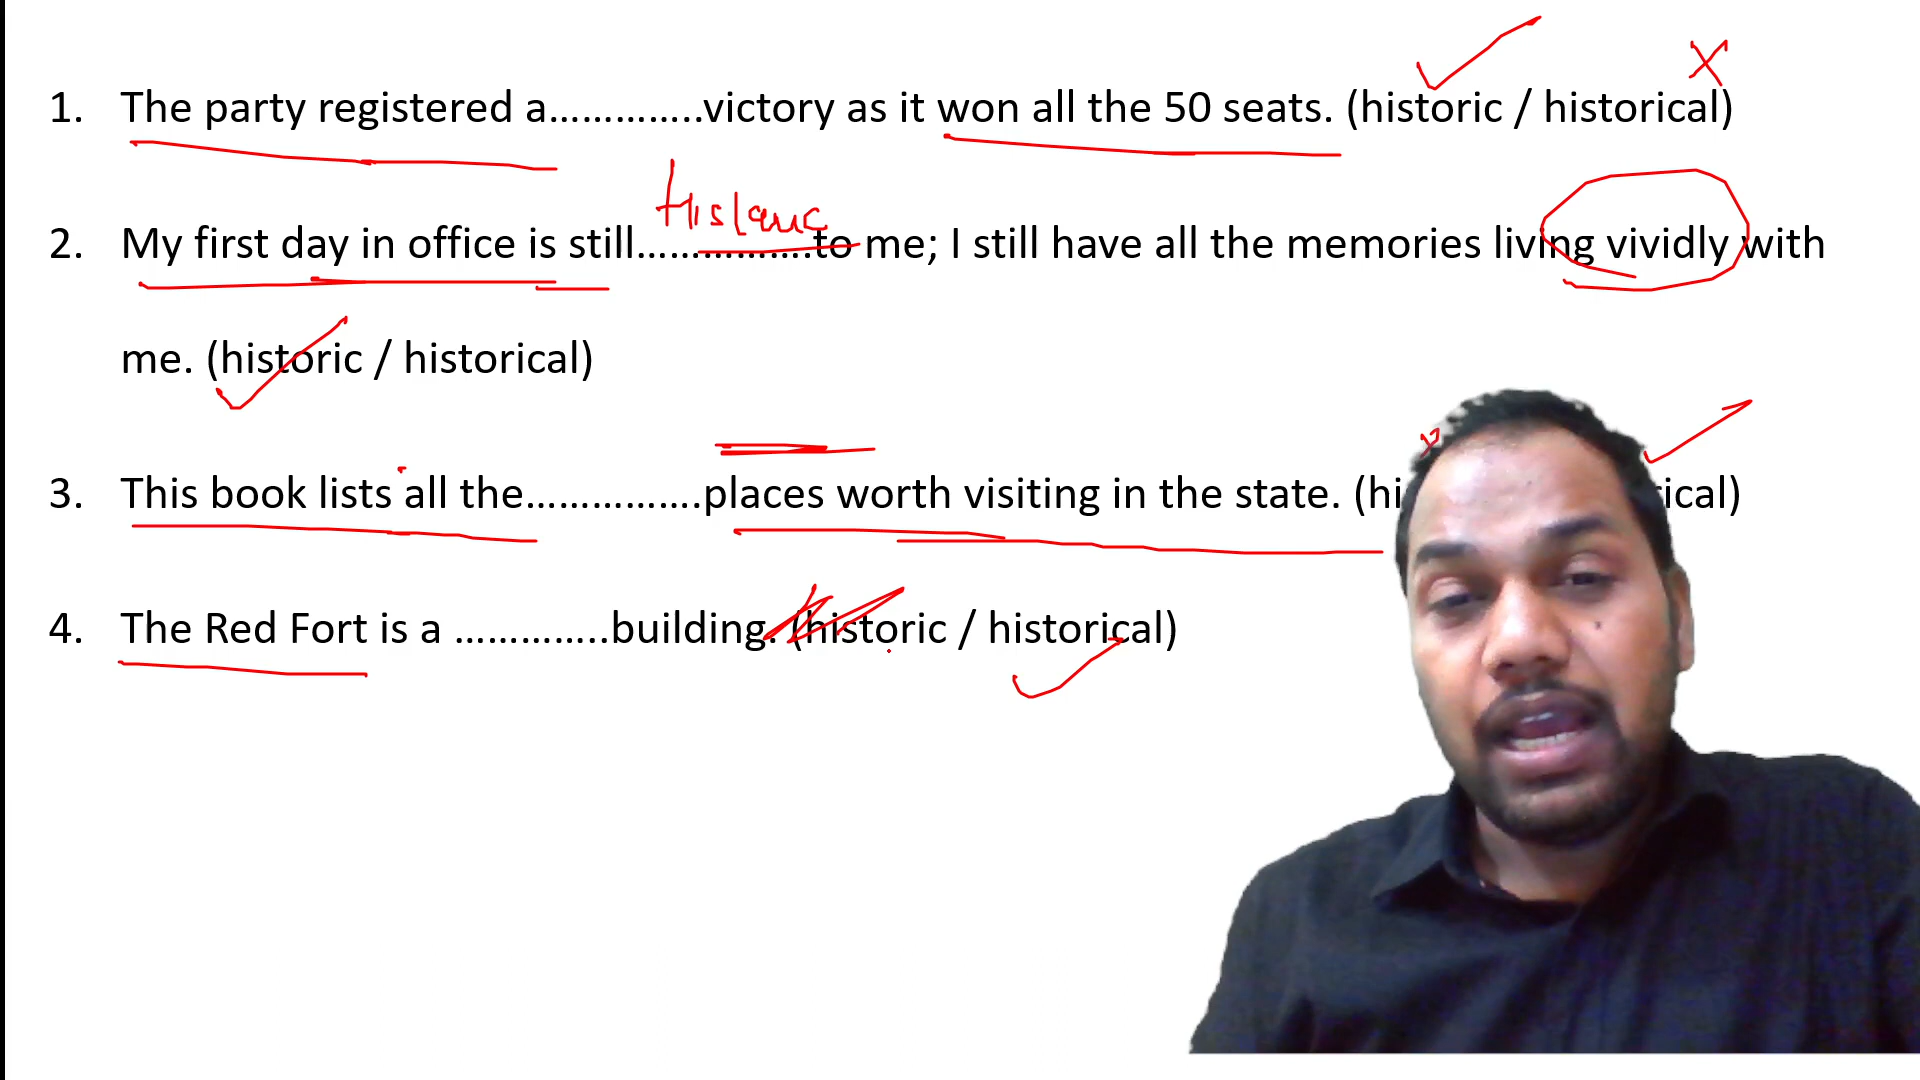 1. The party registered a…………..victory as it won all the 50 seats. (historic / historical)
Historic
2. My first day in office is still…………….to me; I still have all the memories living vividly with
me. (historic / historical)
3. This book lists all the…………….places worth visiting in the state. (hi ical)
4. The Red Fort is a …………..building. (historic / historical)